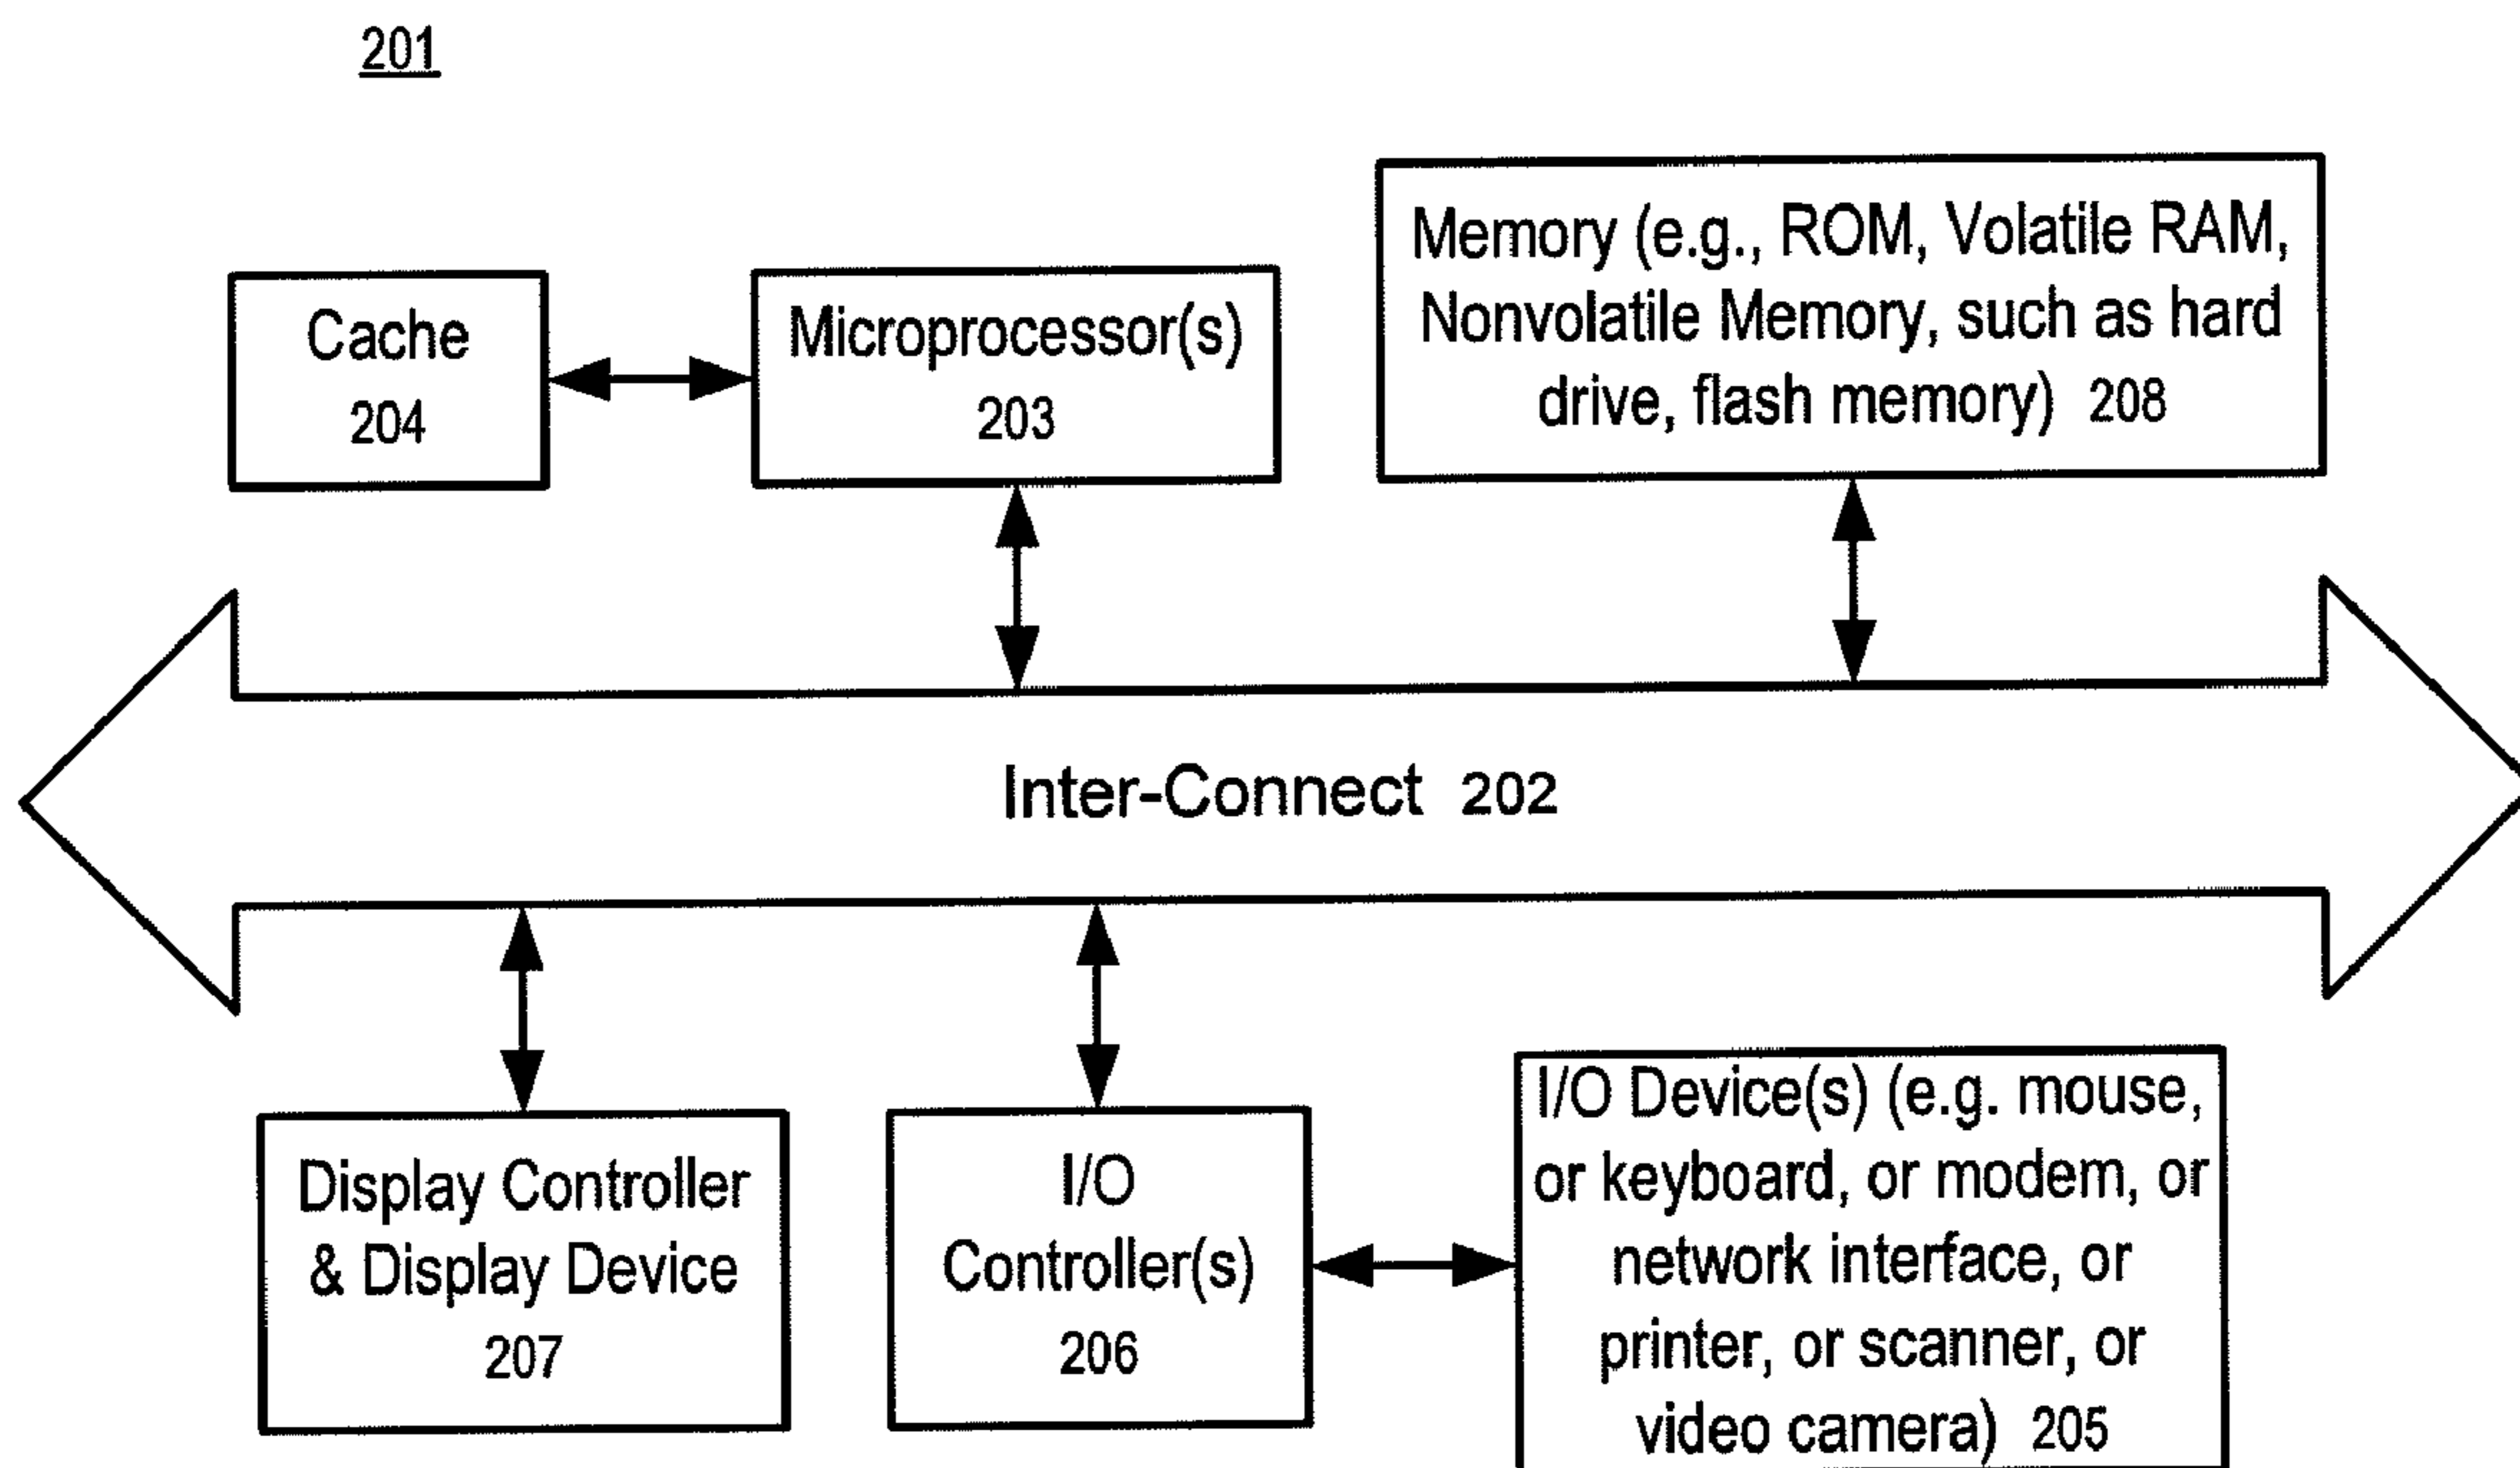 201
Cache
204
Microprocessor(s)
203
Memory (e.g., ROM, Volatile RAM,
Nonvolatile Memory, such as hard
drive, flash memory) 208
Inter-Connect 202
Display Controller
& Display Device
207
I/O
Controller(s)
206
I/O Device(s) (e.g. mouse,
or keyboard, or modem, or
network interface, or
printer, or scanner, or
video camera) 205